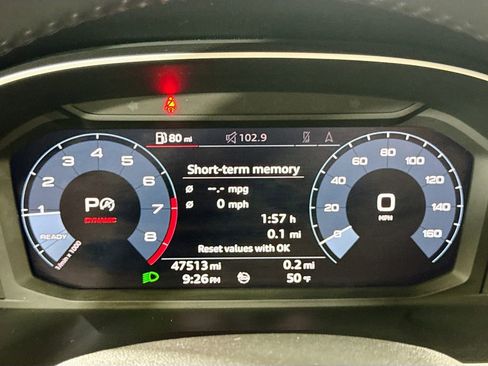 80 mi
102.9
Short-term memory
Ø --.- mpg
Ø 0 mph
1:57 h
0.1 mi
Reset values with OK
1 2 3 4 5 6 7 8
P
DYNAMIC
READY
1/min x 1000
0 20 40 60 80 100 120 140 160
0
MPH
47513 mi
0.2 mi
9:26 PM
50 °F